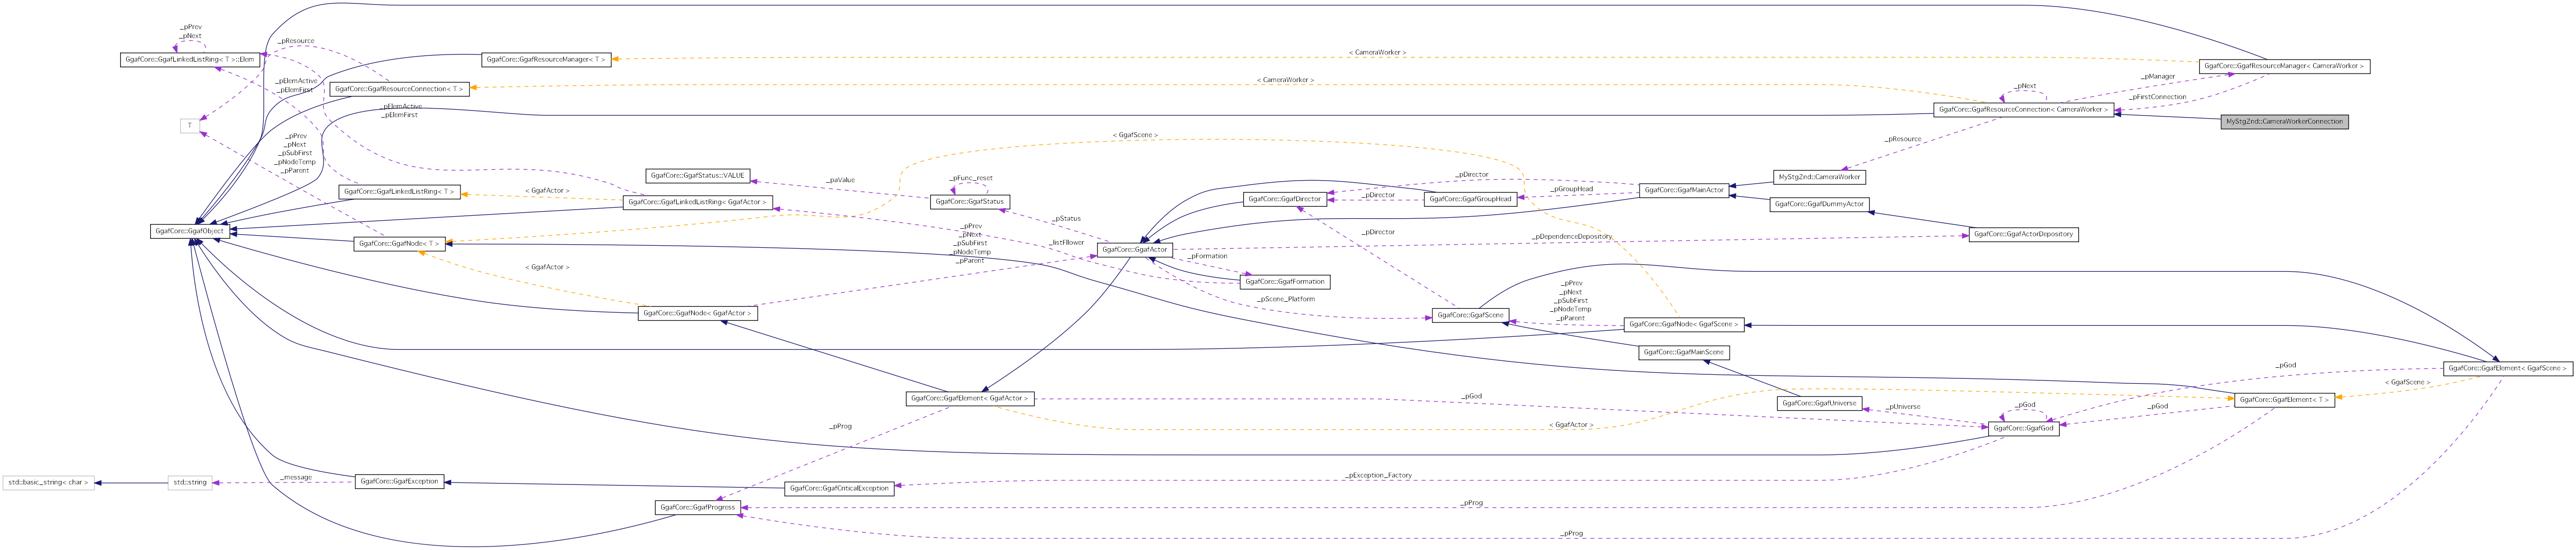 _pPrev
_pNext
GgafCore::GgafLinkedListRing< T >::Elem
_pResource
GgafCore::GgafResourceManager< T >
< CameraWorker >
GgafCore::GgafResourceManager< CameraWorker >
_pElemActive
_pElemFirst
GgafCore::GgafResourceConnection< T >
< CameraWorker >
_pManager
_pNext
_pFirstConnection
_pElemActive
_pElemFirst
GgafCore::GgafResourceConnection< CameraWorker >
MyStgZnd::CameraWorkerConnection
T
_pPrev
_pNext
_pSubFirst
_pNodeTemp
_pParent
< GgafScene >
_pResource
GgafCore::GgafStatus::VALUE
_paValue
_pFunc_reset
_pDirector
MyStgZnd::CameraWorker
GgafCore::GgafLinkedListRing< T >
< GgafActor >
GgafCore::GgafLinkedListRing< GgafActor >
GgafCore::GgafStatus
GgafCore::GgafDirector
_pDirector
GgafCore::GgafGroupHead
_pGroupHead
GgafCore::GgafMainActor
GgafCore::GgafDummyActor
GgafCore::GgafObject
GgafCore::GgafNode< T >
_pPrev
_pNext
_pSubFirst
_pNodeTemp
_pParent
_listFllower
_pStatus
GgafCore::GgafActor
_pDirector
_pDependenceDepository
GgafCore::GgafActorDepository
_pFormation
< GgafActor >
GgafCore::GgafFormation
_pScene_Platform
_pPrev
_pNext
_pSubFirst
_pNodeTemp
_pParent
GgafCore::GgafNode< GgafActor >
GgafCore::GgafScene
GgafCore::GgafNode< GgafScene >
GgafCore::GgafMainScene
_pGod
GgafCore::GgafElement< GgafScene >
< GgafScene >
GgafCore::GgafElement< GgafActor >
_pGod
GgafCore::GgafUniverse
_pUniverse
_pGod
_pGod
GgafCore::GgafElement< T >
_pProg
< GgafActor >
GgafCore::GgafGod
std::basic_string< char >
std::string
_message
GgafCore::GgafException
_pException_Factory
GgafCore::GgafCriticalException
GgafCore::GgafProgress
_pProg
_pProg